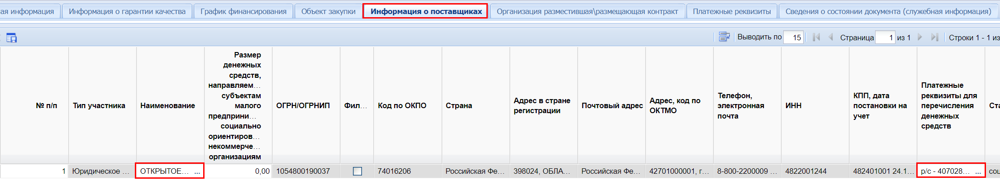 ая информация Информация о гарантии качества График финансирования Объект закупки Информация о поставщиках Организация разместившая\размещающая контракт Платежные реквизиты Сведения о состоянии документа (служебная информация)
Выводить по 15 Страница 1 из 1 Строки 1 - 1 из
№ п/п
Тип участника
Наименование
Размер
денежных
средств,
направляем...
субъектам
малого
предприни...
социально
ориентиров...
некоммерче...
организациям
ОГРН/ОГРНИП
Фил...
Код по ОКПО
Страна
Адрес в стране
регистрации
Почтовый адрес
Адрес, код по
ОКТМО
Телефон,
электронная
почта
ИНН
КПП, дата
постановки на
учет
Платежные
реквизиты для
перечисления
денежных
средств
Ста
1 Юридическое ... ОТКРЫТОЕ... ... 0,00 1054800190037 74016206 Российская Фе... 398024, ОБЛА... Российская Фе... 42701000001, г... 8-800-2200009 ... 4822001244 482401001 24.1... р/с - 407028... ... соц